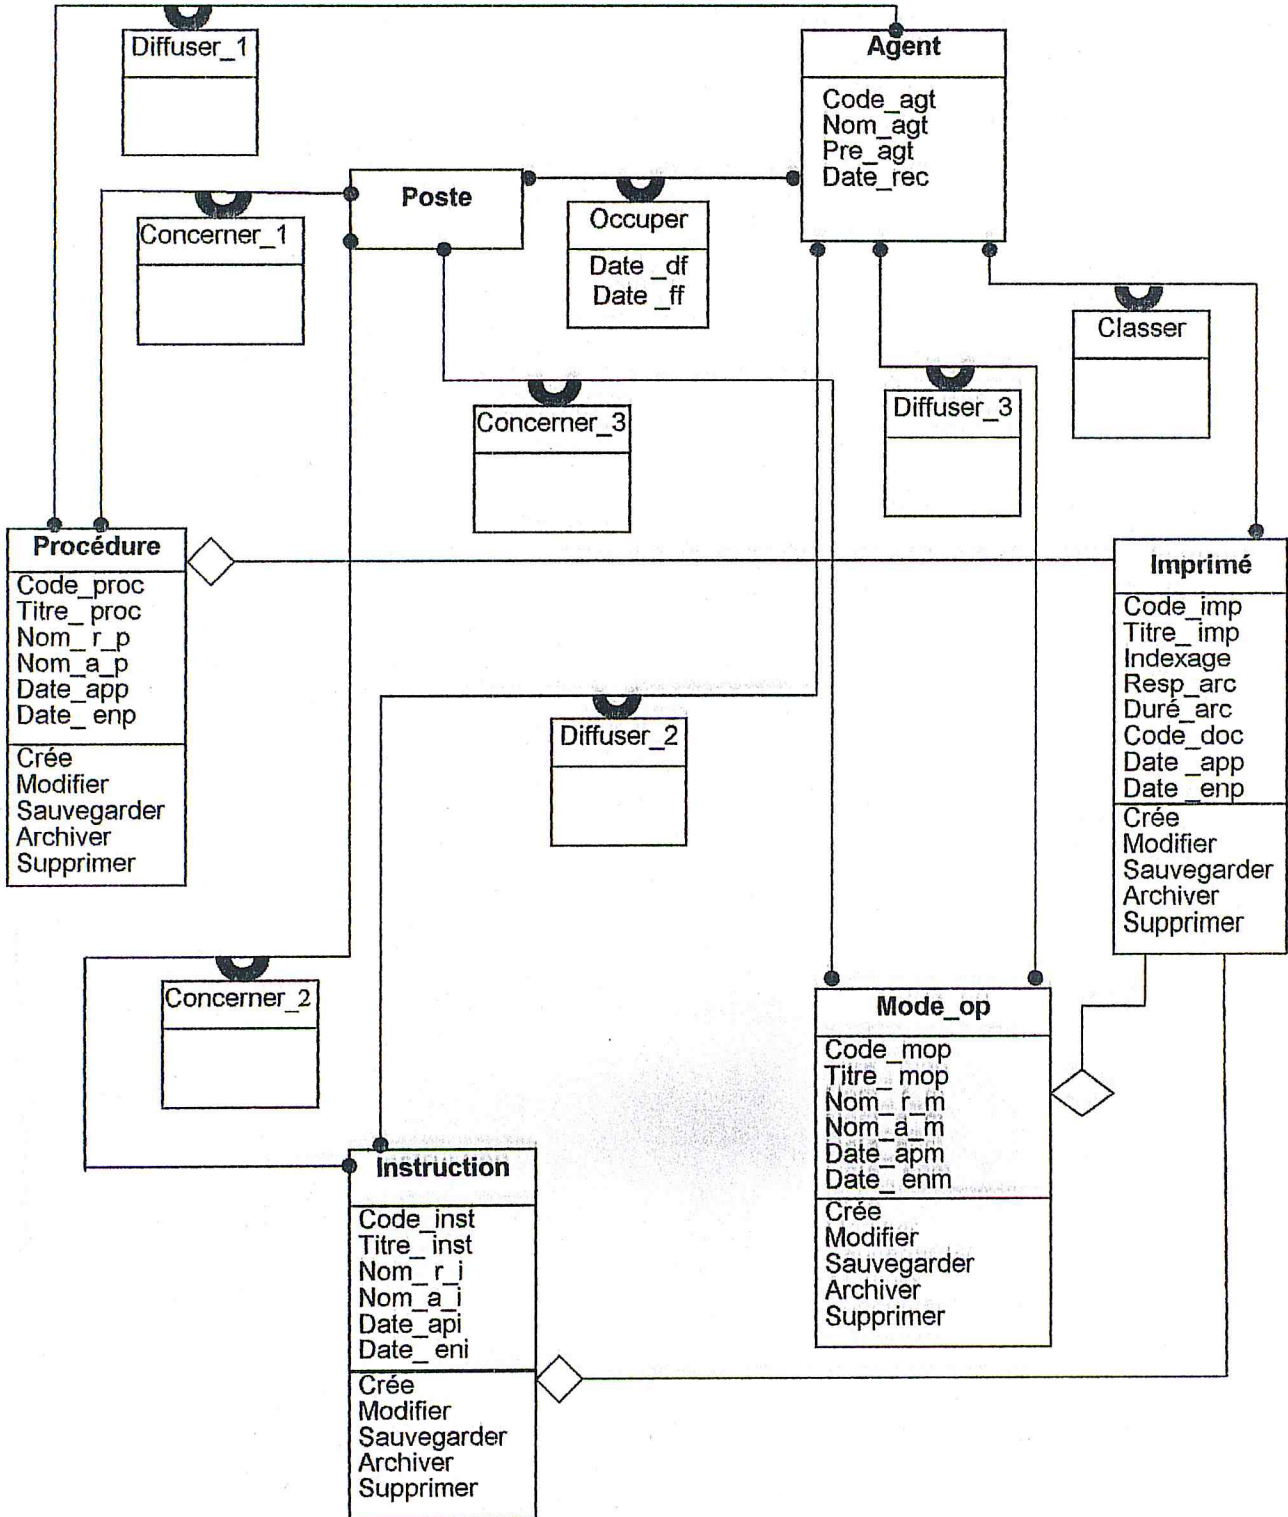 Diffuser_1
Agent
Code_agt
Nom_agt
Pre_agt
Date_rec
Poste
Occuper
Date _df
Date _ff
Concerner_1
Classer
Concerner_3
Diffuser_3
Procédure
Code_proc
Titre_ proc
Nom_ r_p
Nom_a_p
Date_app
Date_ enp
Crée
Modifier
Sauvegarder
Archiver
Supprimer
Imprimé
Code_imp
Titre_ imp
Indexage
Resp_arc
Duré_arc
Code_doc
Date _app
Date _enp
Crée
Modifier
Sauvegarder
Archiver
Supprimer
Diffuser_2
Concerner_2
Mode_op
Code_mop
Titre_ mop
Nom_ r_m
Nom_a_m
Date_apm
Date_ enm
Crée
Modifier
Sauvegarder
Archiver
Supprimer
Instruction
Code_inst
Titre_ inst
Nom_ r_i
Nom_a_i
Date_api
Date_ eni
Crée
Modifier
Sauvegarder
Archiver
Supprimer